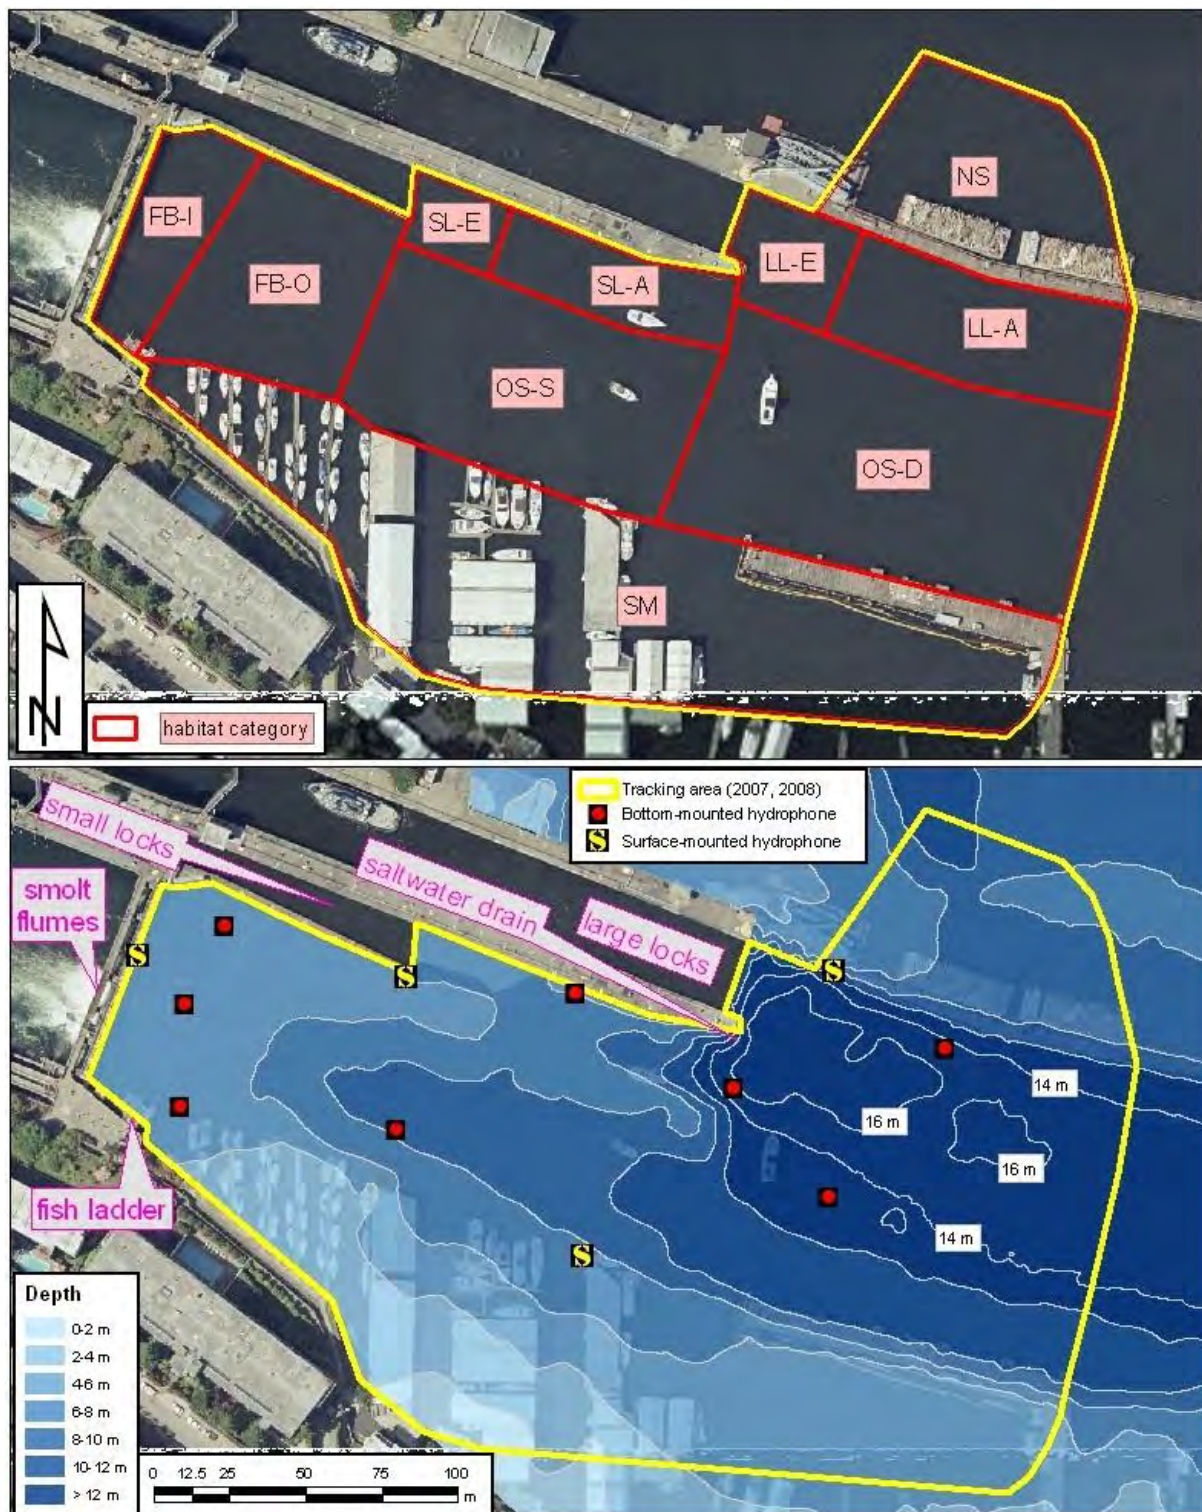 NS
FB-I
SL-E
LL-E
FB-O
SL-A
LL-A
OS-S
OS-D
SM
N
habitat category
Tracking area (2007, 2008)
Bottom-mounted hydrophone
S Surface-mounted hydrophone
small locks
saltwater drain
smolt
flumes
large locks
S
S
S
14 m
16 m
16 m
fish ladder
14 m
S
Depth
0-2 m
2-4 m
4-6 m
6-8 m
8-10 m
10-12 m
> 12 m
0 12.5 25 50 75 100
m